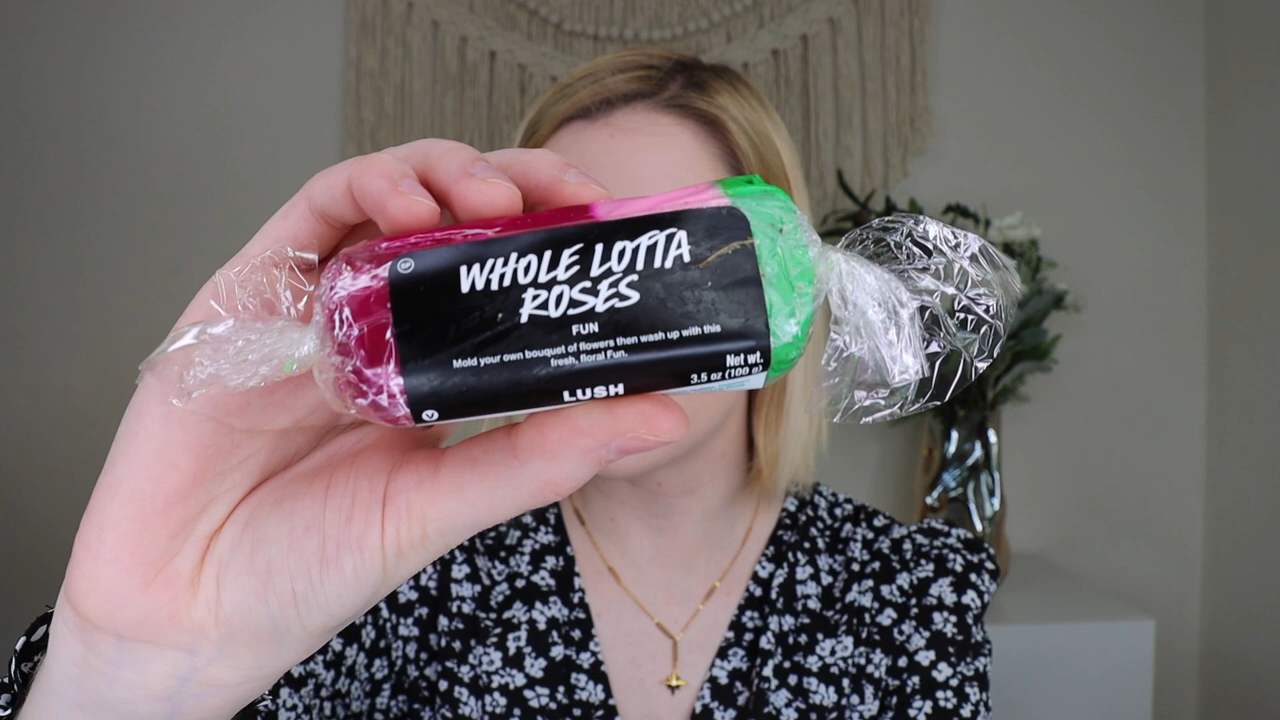 WHOLE LOTTA
ROSES
FUN
Mold your own bouquet of flowers then wash up with this
fresh, floral Fun.
Net wt.
3.5 oz (100 g)
LUSH
V